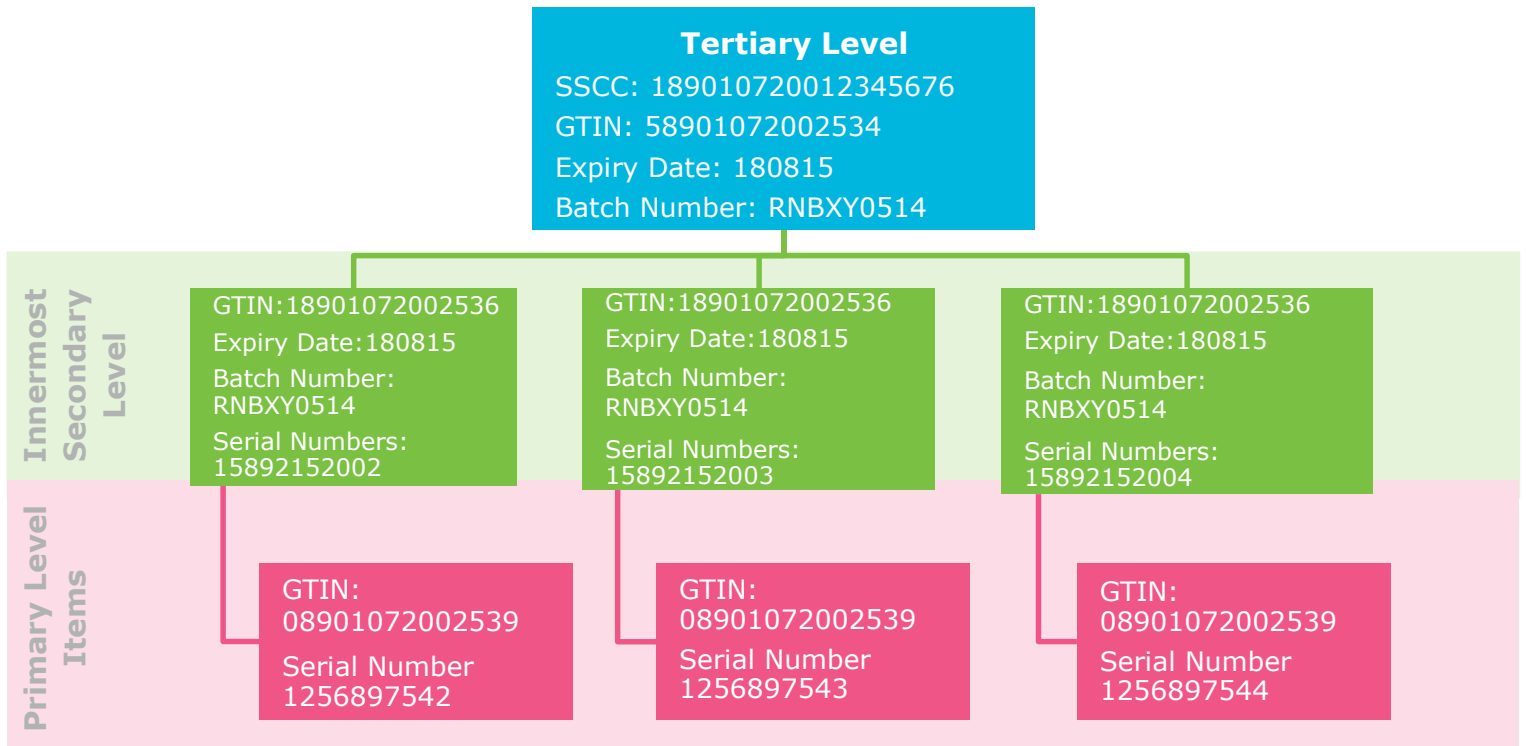 Tertiary Level
SSCC: 189010720012345676
GTIN: 58901072002534
Expiry Date: 180815
Batch Number: RNBXY0514
Innermost
Secondary
Level
GTIN:18901072002536
Expiry Date:180815
Batch Number:
RNBXY0514
Serial Numbers:
15892152002
GTIN:18901072002536
Expiry Date:180815
Batch Number:
RNBXY0514
Serial Numbers:
15892152003
GTIN:18901072002536
Expiry Date:180815
Batch Number:
RNBXY0514
Serial Numbers:
15892152004
Primary Level
Items
GTIN:
08901072002539
Serial Number
1256897542
GTIN:
08901072002539
Serial Number
1256897543
GTIN:
08901072002539
Serial Number
1256897544